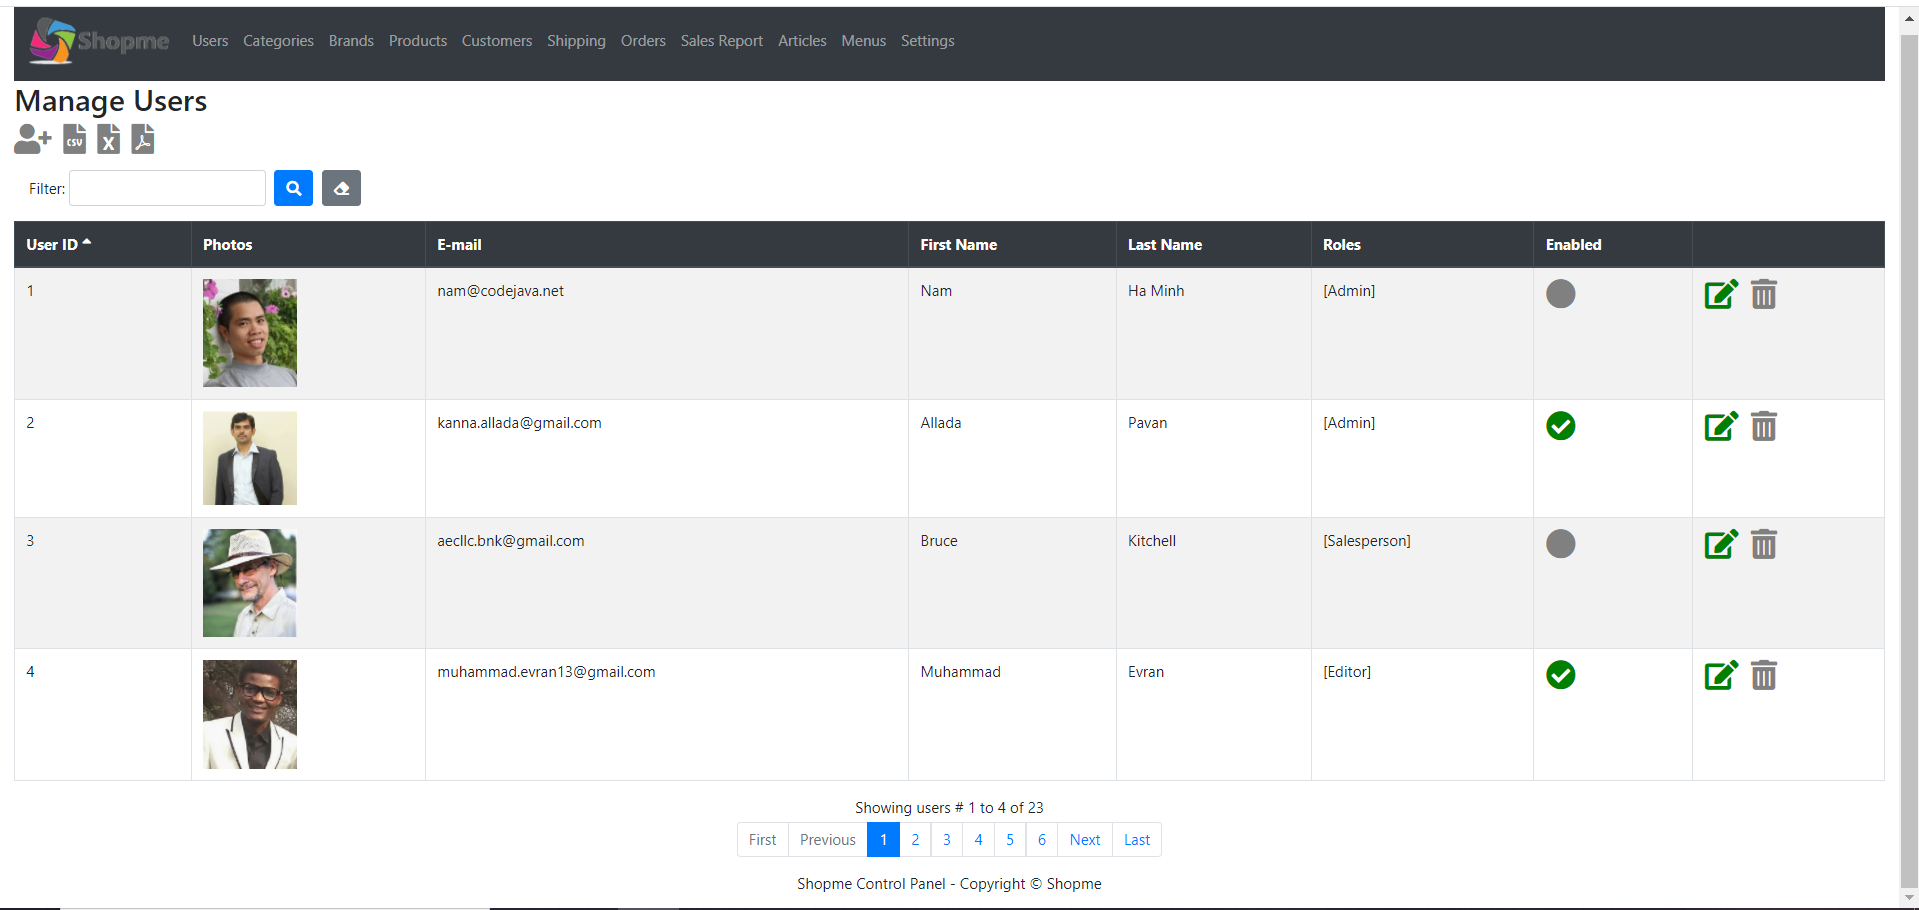 Shopme Users Categories Brands Products Customers Shipping Orders Sales Report Articles Menus Settings
Manage Users
CSV X
Filter:
User ID Photos E-mail First Name Last Name Roles Enabled
1 nam@codejava.net Nam Ha Minh [Admin]
2 kanna.allada@gmail.com Allada Pavan [Admin]
3 aecllc.bnk@gmail.com Bruce Kitchell [Salesperson]
4 muhammad.evran13@gmail.com Muhammad Evran [Editor]
Showing users # 1 to 4 of 23
First Previous 1 2 3 4 5 6 Next Last
Shopme Control Panel - Copyright © Shopme